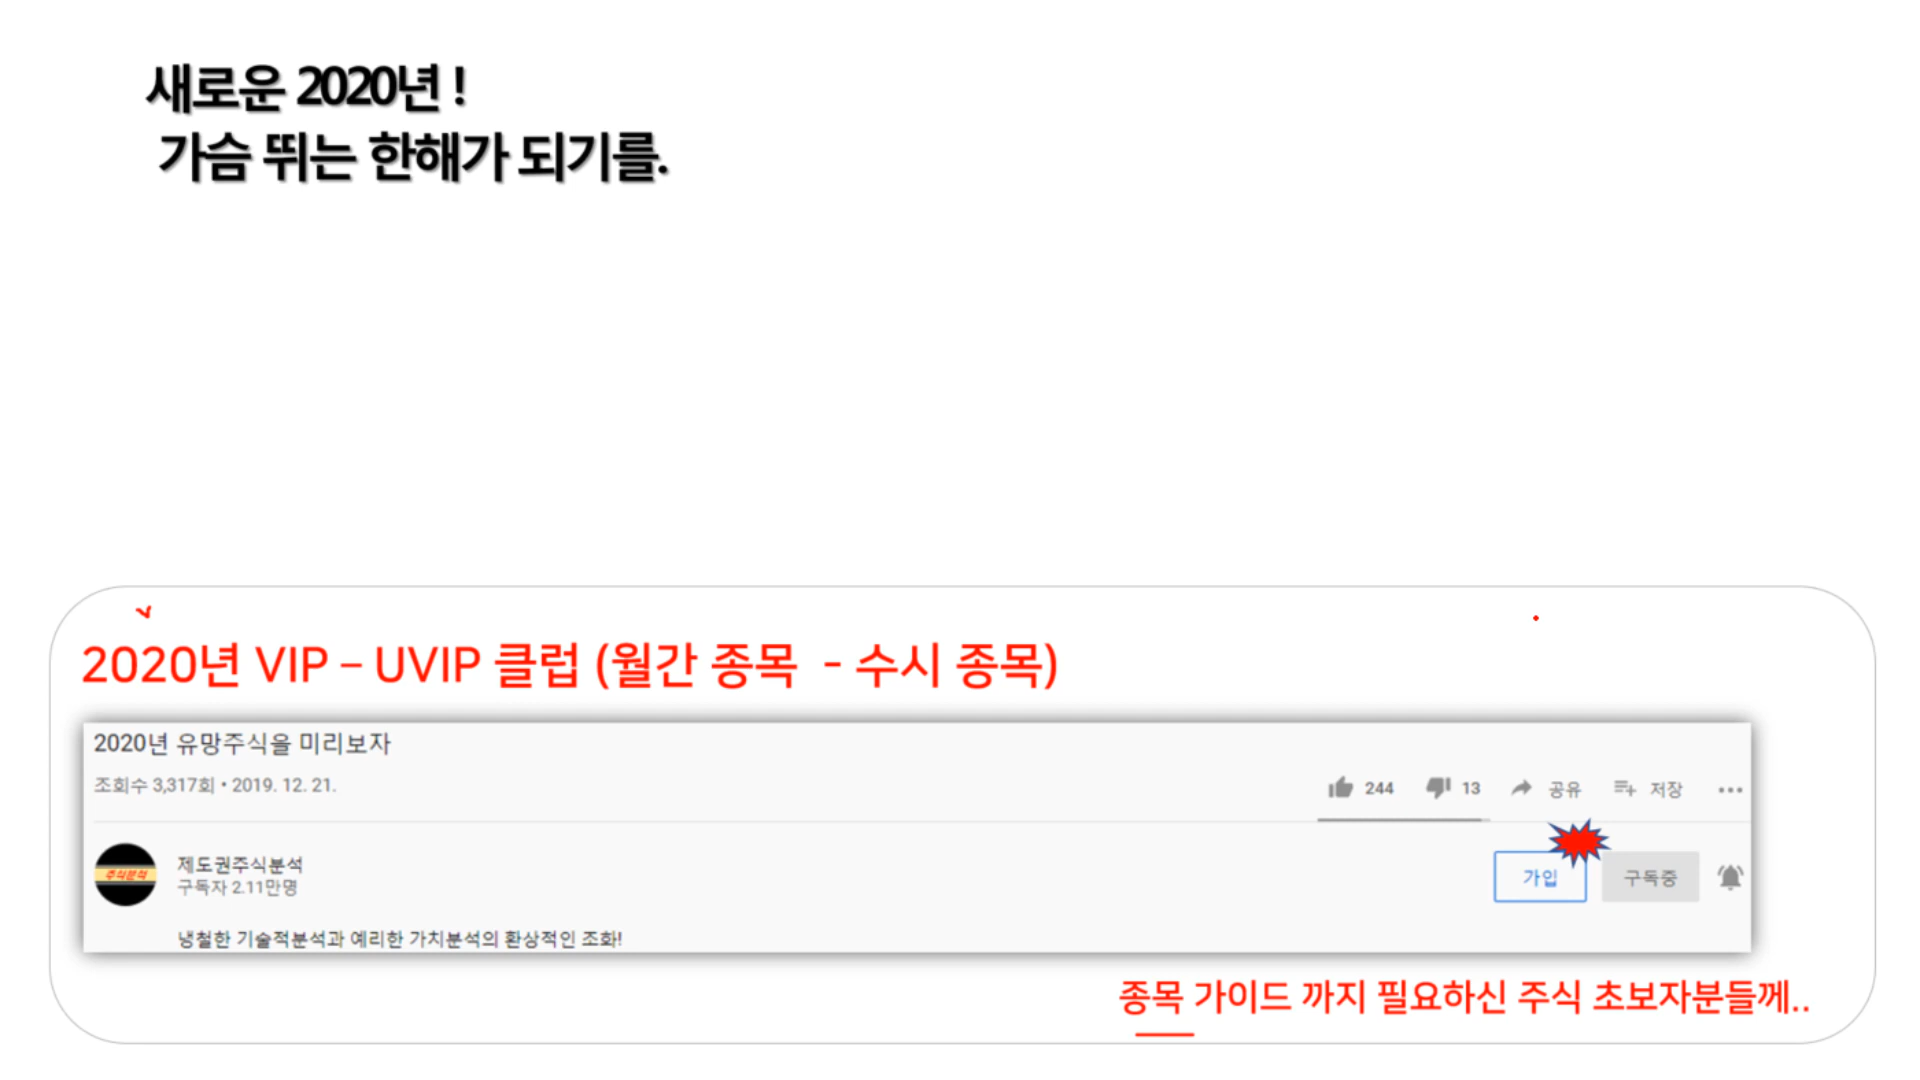 새로운 2020년 !
가슴 뛰는 한해가 되기를.
2020년 VIP – UVIP 클럽 (월간 종목 - 수시 종목)
2020년 유망주식을 미리보자
조회수 3,317회 • 2019. 12. 21.
244 13 공유 저장
주식분석
제도권주식분석
구독자 2.11만명
가입 구독중
냉철한 기술적분석과 예리한 가치분석의 환상적인 조화!
종목 가이드 까지 필요하신 주식 초보자분들께..